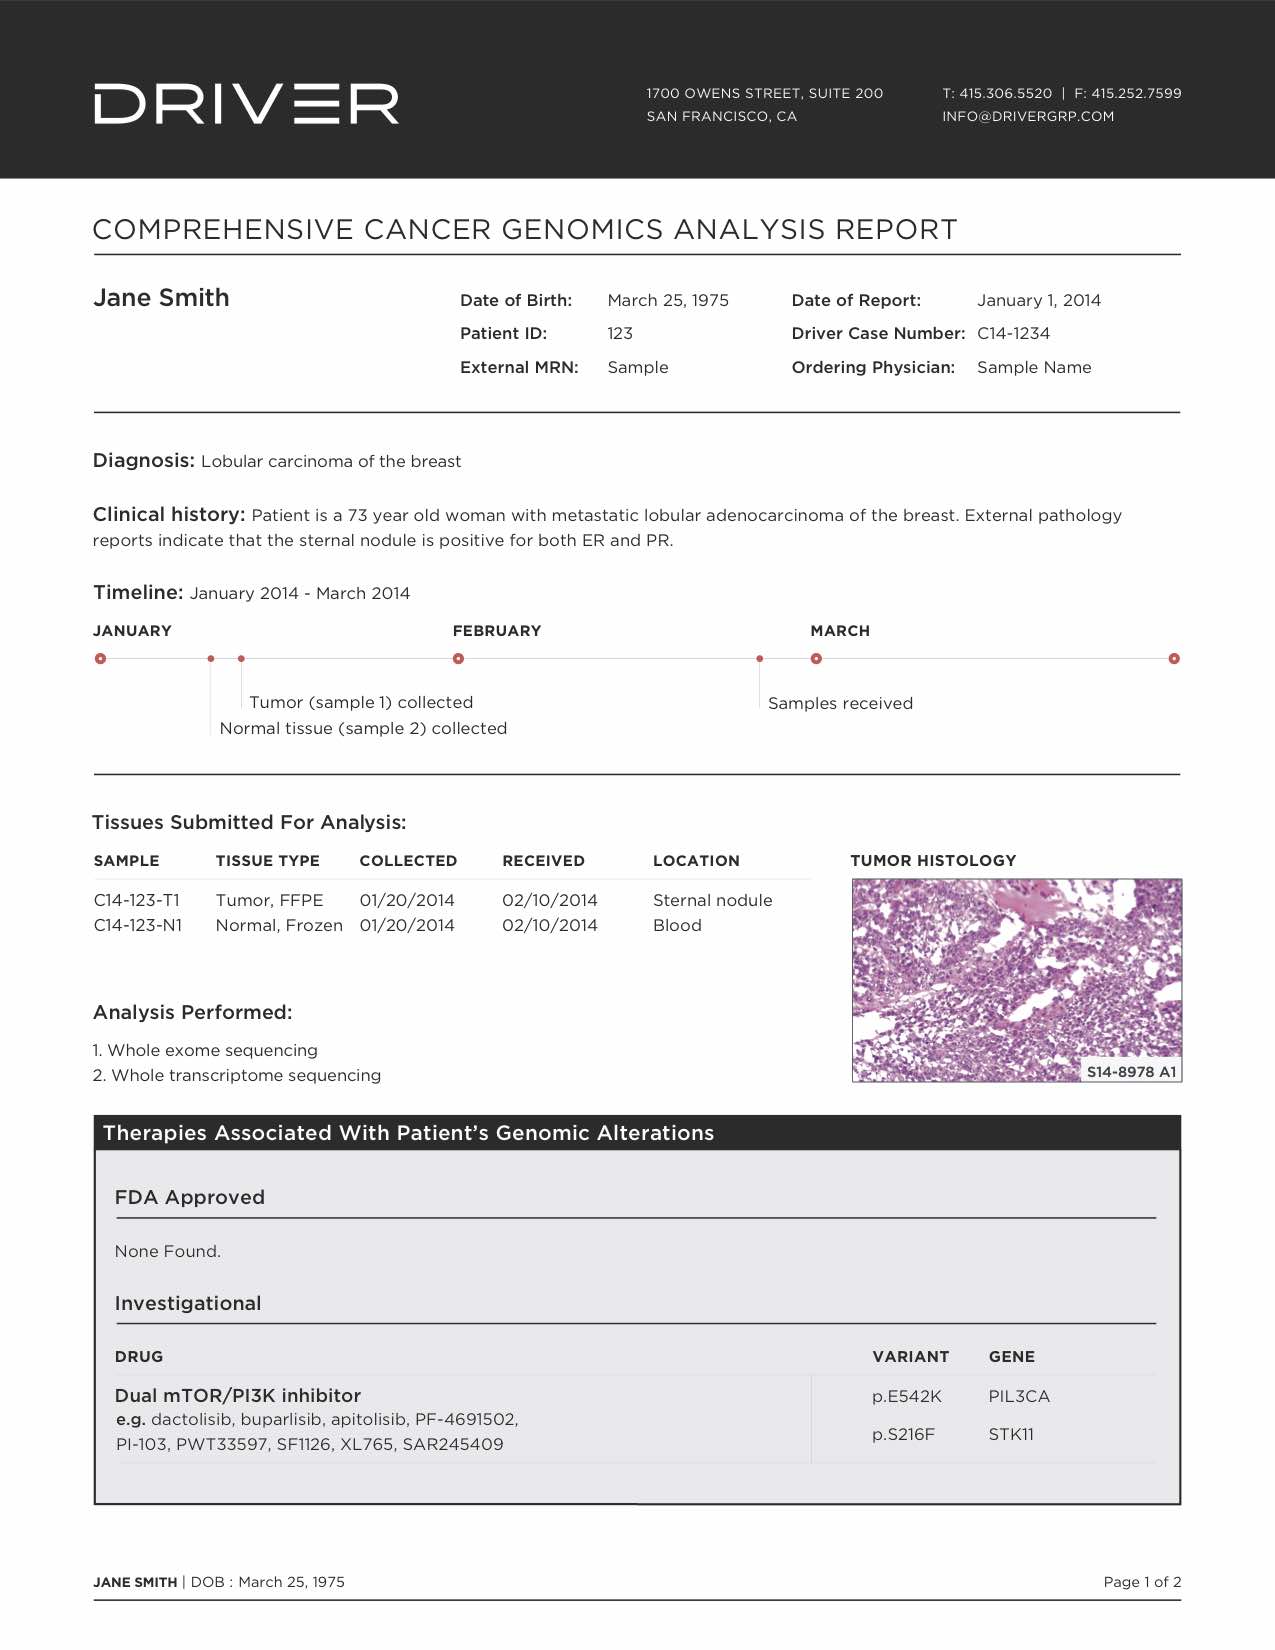 DRIVER
1700 OWENS STREET, SUITE 200
SAN FRANCISCO, CA
T: 415.306.5520 | F: 415.252.7599
INFO@DRIVERGRP.COM
COMPREHENSIVE CANCER GENOMICS ANALYSIS REPORT
Jane Smith
Date of Birth: March 25, 1975
Patient ID: 123
External MRN: Sample
Date of Report: January 1, 2014
Driver Case Number: C14-1234
Ordering Physician: Sample Name
Diagnosis: Lobular carcinoma of the breast
Clinical history: Patient is a 73 year old woman with metastatic lobular adenocarcinoma of the breast. External pathology
reports indicate that the sternal nodule is positive for both ER and PR.
Timeline: January 2014 - March 2014
JANUARY FEBRUARY MARCH
Tumor (sample 1) collected
Samples received
Normal tissue (sample 2) collected
Tissues Submitted For Analysis:
SAMPLE TISSUE TYPE COLLECTED RECEIVED LOCATION
C14-123-T1 Tumor, FFPE 01/20/2014 02/10/2014 Sternal nodule
C14-123-N1 Normal, Frozen 01/20/2014 02/10/2014 Blood
TUMOR HISTOLOGY
S14-8978 A1
Analysis Performed:
1. Whole exome sequencing
2. Whole transcriptome sequencing
Therapies Associated With Patient’s Genomic Alterations
FDA Approved
None Found.
Investigational
DRUG VARIANT GENE
Dual mTOR/PI3K inhibitor
e.g. dactolisib, buparlisib, apitolisib, PF-4691502,
PI-103, PWT33597, SF1126, XL765, SAR245409
p.E542K PIL3CA
p.S216F STK11
JANE SMITH | DOB : March 25, 1975
Page 1 of 2